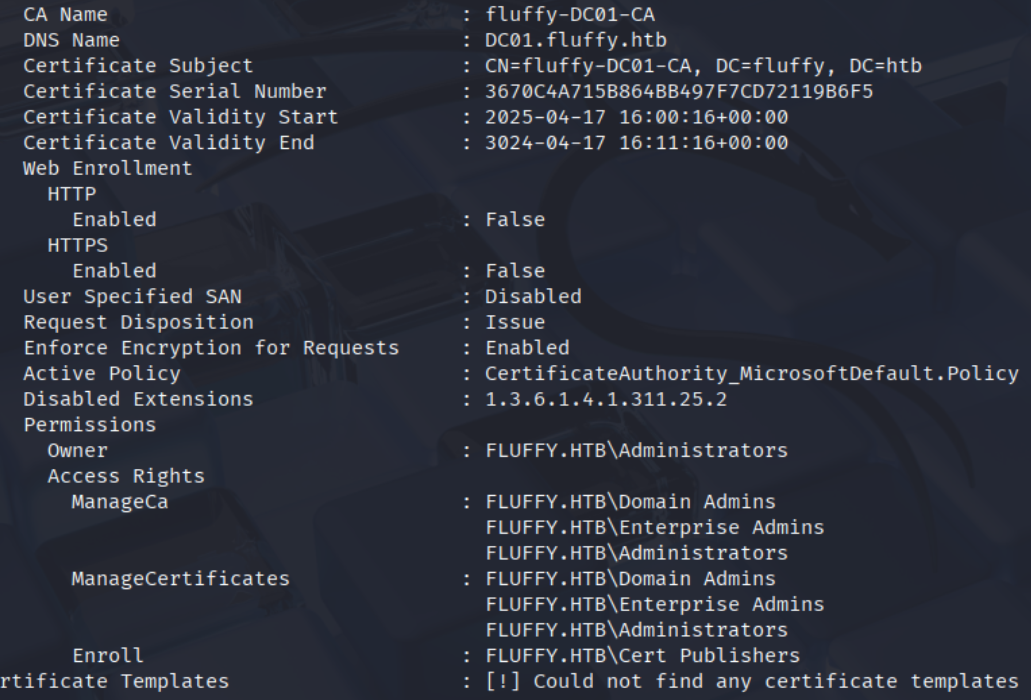 CA Name : fluffy-DC01-CA
DNS Name : DC01.fluffy.htb
Certificate Subject : CN=fluffy-DC01-CA, DC=fluffy, DC=htb
Certificate Serial Number : 3670C4A715B864BB497F7CD72119B6F5
Certificate Validity Start : 2025-04-17 16:00:16+00:00
Certificate Validity End : 3024-04-17 16:11:16+00:00
Web Enrollment
HTTP
Enabled : False
HTTPS
Enabled : False
User Specified SAN : Disabled
Request Disposition : Issue
Enforce Encryption for Requests : Enabled
Active Policy : CertificateAuthority_MicrosoftDefault.Policy
Disabled Extensions : 1.3.6.1.4.1.311.25.2
Permissions
Owner : FLUFFY.HTB\Administrators
Access Rights
ManageCa : FLUFFY.HTB\Domain Admins
FLUFFY.HTB\Enterprise Admins
FLUFFY.HTB\Administrators
ManageCertificates : FLUFFY.HTB\Domain Admins
FLUFFY.HTB\Enterprise Admins
FLUFFY.HTB\Administrators
Enroll : FLUFFY.HTB\Cert Publishers
rtificate Templates : [!] Could not find any certificate templates